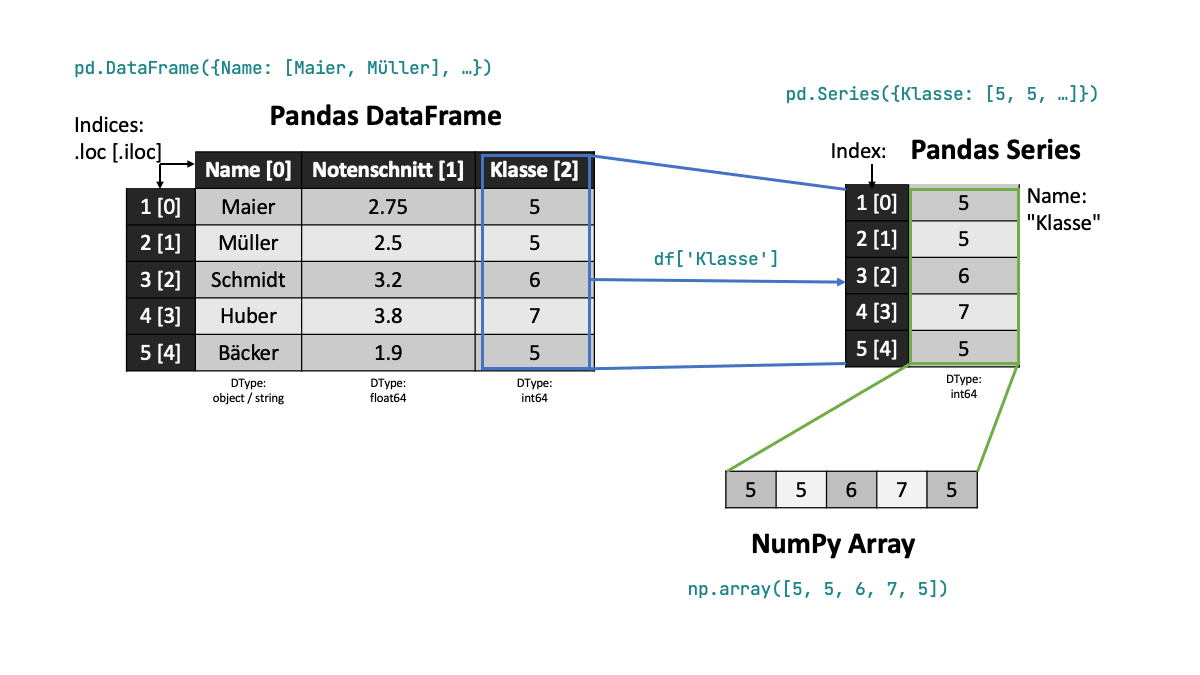 pd.DataFrame({Name: [Maier, Müller], …})
pd.Series({Klasse: [5, 5, …]})
Pandas DataFrame
Indices:
.loc [.iloc]
Name [0] Notenschnitt [1] Klasse [2]
1 [0] Maier 2.75 5
2 [1] Müller 2.5 5
3 [2] Schmidt 3.2 6
4 [3] Huber 3.8 7
5 [4] Bäcker 1.9 5
DType: DType: DType:
object / string float64 int64
df['Klasse']
Index: Pandas Series
1 [0] 5
2 [1] 5
3 [2] 6
4 [3] 7
5 [4] 5
Name:
"Klasse"
DType:
int64
5 5 6 7 5
NumPy Array
np.array([5, 5, 6, 7, 5])